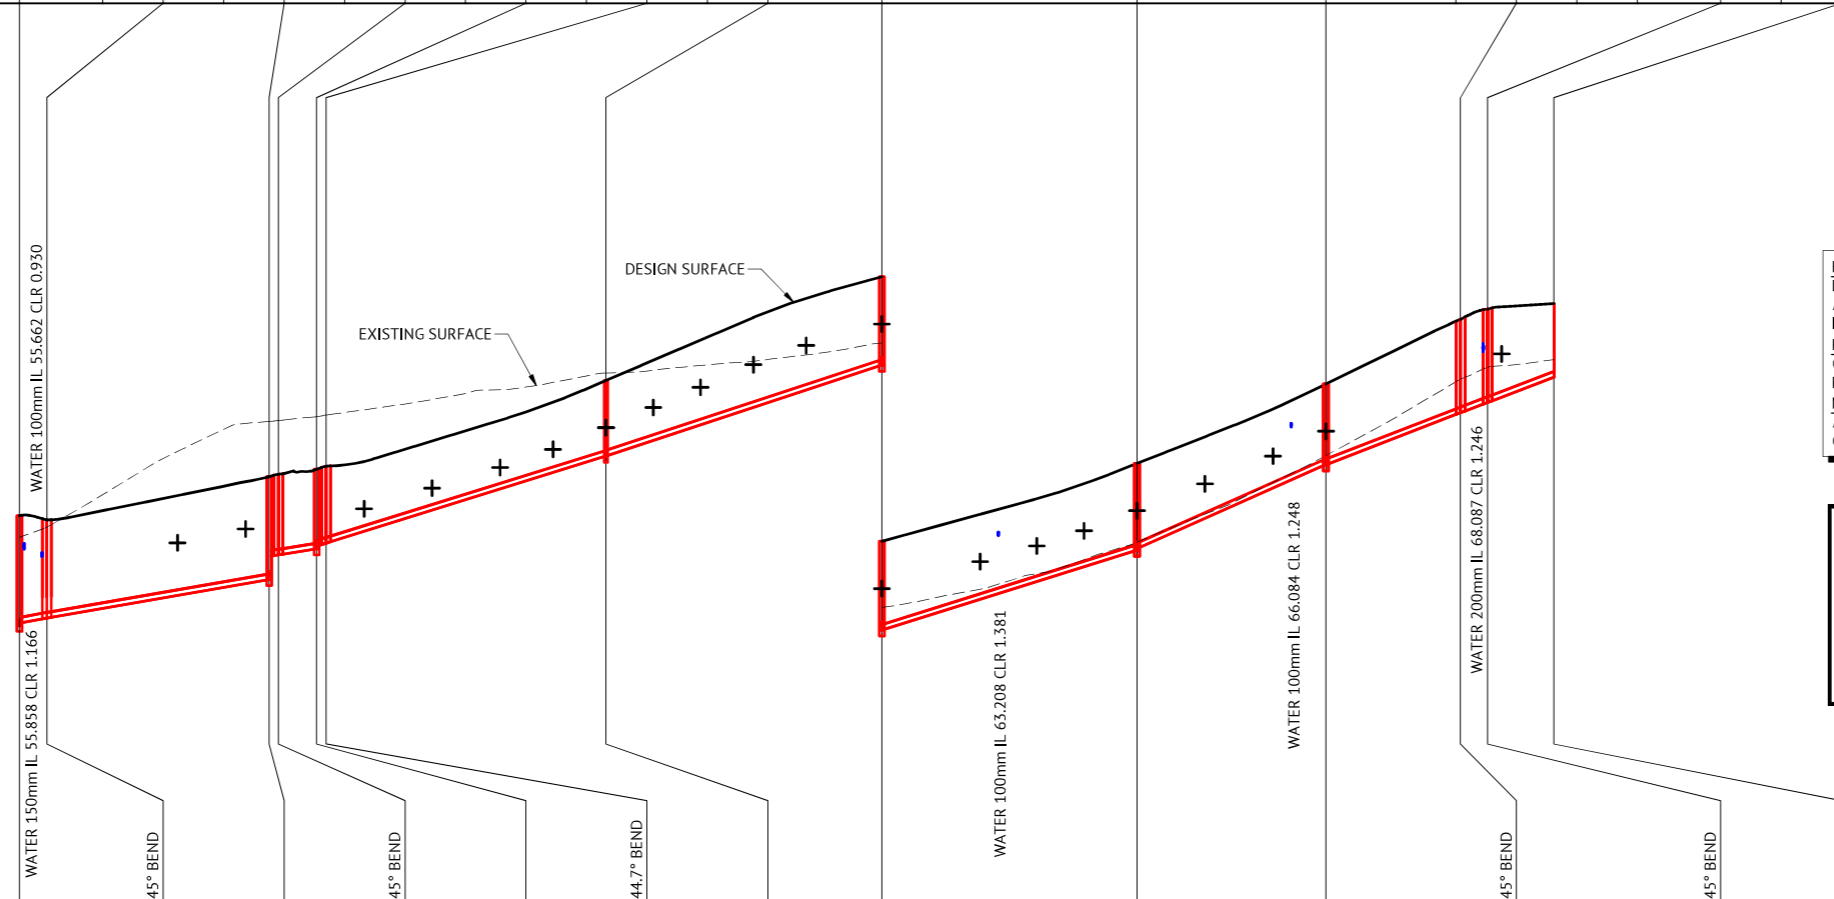 WATER 100mm IL 55.662 CLR 0.930
DESIGN SURFACE
EXISTING SURFACE
WATER 150mm IL 55.858 CLR 1.166
WATER 100mm IL 63.208 CLR 1.381
WATER 100mm IL 66.084 CLR 1.248
WATER 200mm IL 68.087 CLR 1.246
45° BEND
45° BEND
44.7° BEND
45° BEND
45° BEND